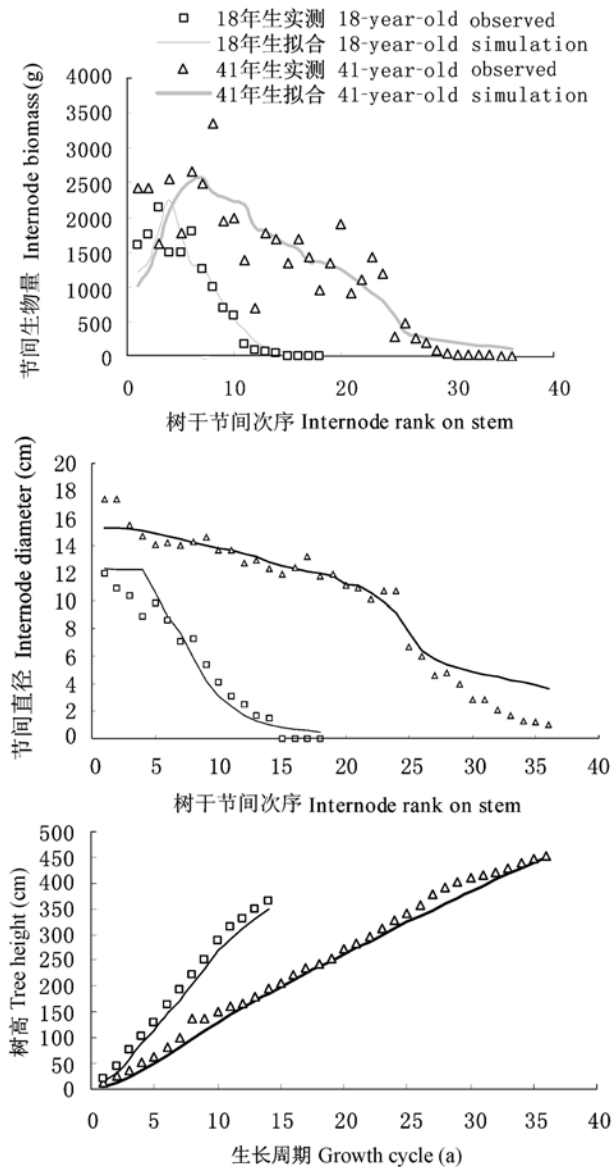 18年生实测 18-year-old observed
18年生拟合 18-year-old simulation
41年生实测 41-year-old observed
41年生拟合 41-year-old simulation
节间生物量 Internode biomass (g)
4000
3500
3000
2500
2000
1500
1000
500
0
0 10 20 30 40
树干节间次序 Internode rank on stem
节间直径 Internode diameter (cm)
20
18
16
14
12
10
8
6
4
2
0
0 5 10 15 20 25 30 35 40
树干节间次序 Internode rank on stem
树高 Tree height (cm)
500
450
400
350
300
250
200
150
100
50
0
0 5 10 15 20 25 30 35 40
生长周期 Growth cycle (a)